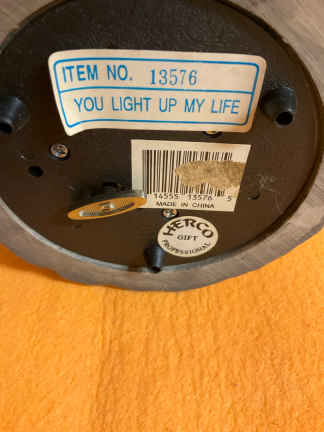 ITEM NO. 13576
YOU LIGHT UP MY LIFE
14555 13576 5
MADE IN CHINA
HERCO
GIFT
PROFESSIONAL